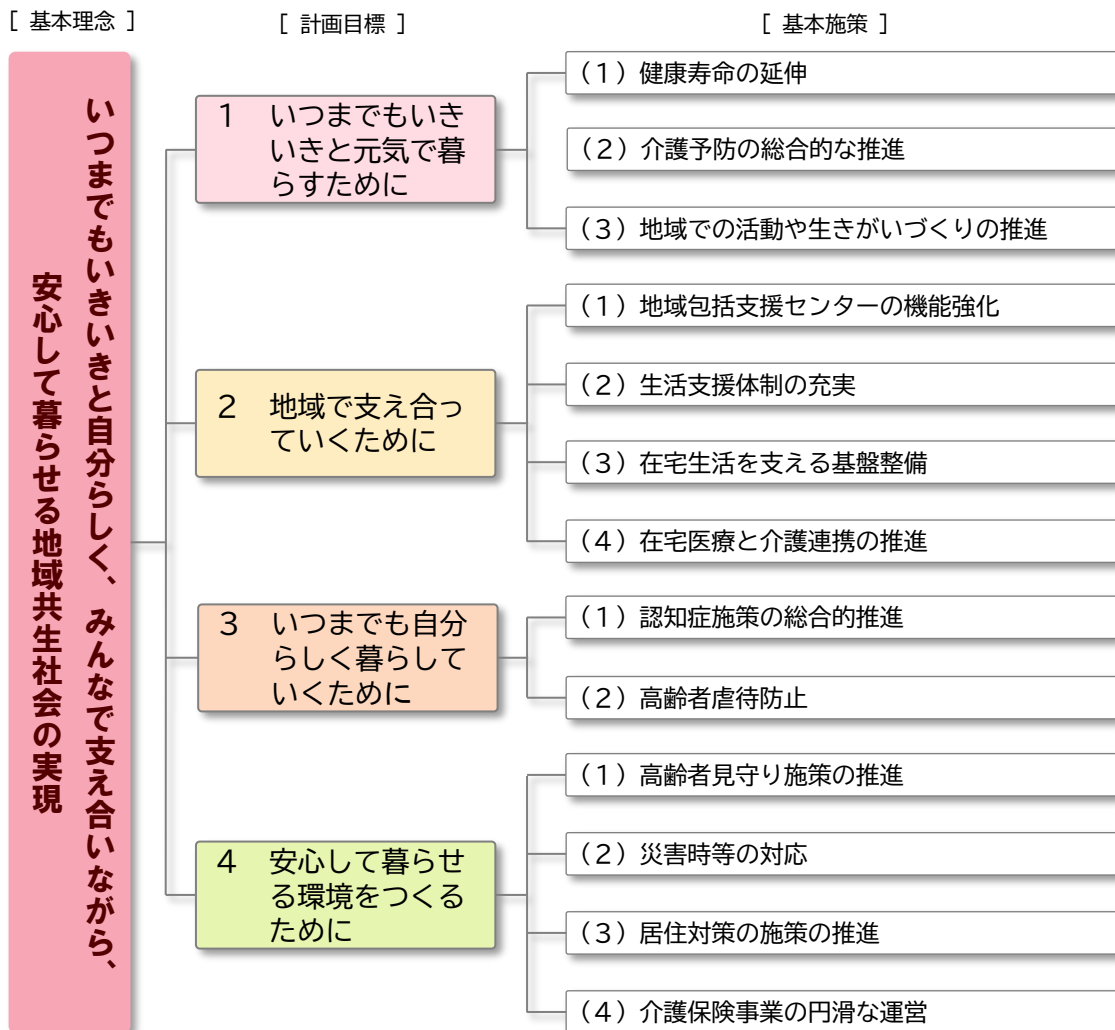 [ 基本理念 ]
[ 計画目標 ]
[ 基本施策 ]
いつまでもいきいきと自分らしく、みんなで支え合いながら、
安心して暮らせる地域共生社会の実現
1 いつまでもいき
いきと元気で暮
らすために
(1)健康寿命の延伸
(2)介護予防の総合的な推進
(3)地域での活動や生きがいづくりの推進
2 地域で支え合っ
ていくために
(1)地域包括支援センターの機能強化
(2)生活支援体制の充実
(3)在宅生活を支える基盤整備
(4)在宅医療と介護連携の推進
3 いつまでも自分
らしく暮らして
いくために
(1)認知症施策の総合的推進
(2)高齢者虐待防止
4 安心して暮らせ
る環境をつくる
ために
(1)高齢者見守り施策の推進
(2)災害時等の対応
(3)居住対策の施策の推進
(4)介護保険事業の円滑な運営